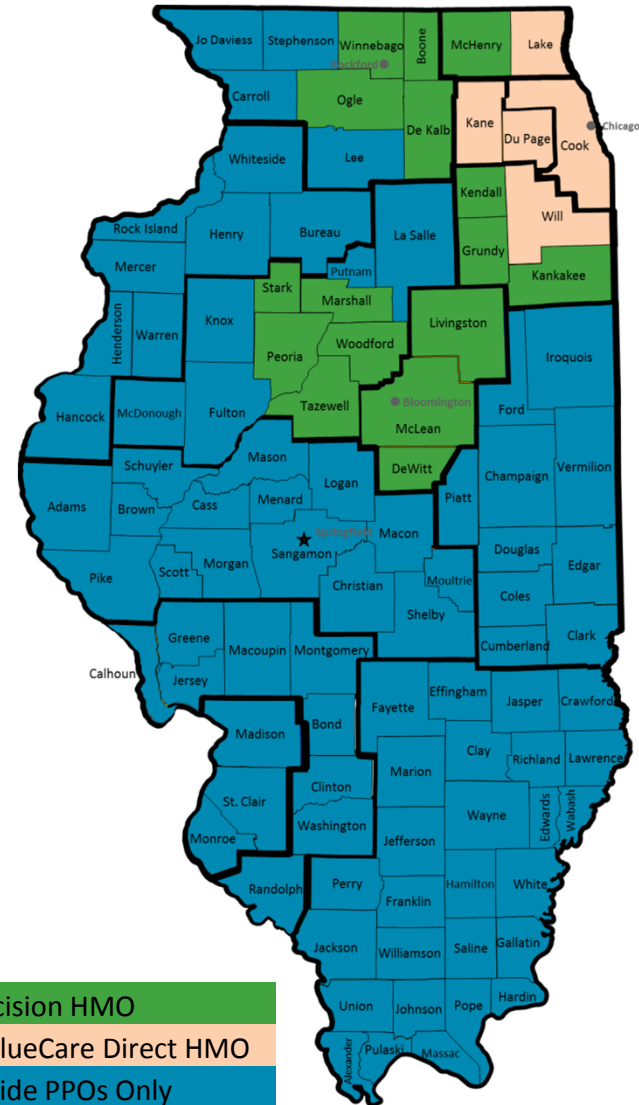 Jo Daviess
Stephenson
Winnebago
Boone
McHenry
Lake
Rockford
Carroll
Ogle
De Kalb
Kane
Du Page
Cook
Chicago
Whiteside
Lee
Kendall
Will
Rock Island
Henry
Bureau
La Salle
Grundy
Mercer
Putnam
Kankakee
Stark
Marshall
Henderson
Warren
Knox
Peoria
Woodford
Livingston
Iroquois
Hancock
McDonough
Fulton
Tazewell
Bloomington
McLean
Ford
Schuyler
Mason
Logan
DeWitt
Champaign
Vermilion
Adams
Brown
Cass
Menard
Piatt
Springfield
Macon
Sangamon
Douglas
Edgar
Pike
Scott
Morgan
Christian
Moultrie
Coles
Shelby
Greene
Macoupin
Montgomery
Cumberland
Clark
Calhoun
Jersey
Fayette
Effingham
Jasper
Crawford
Madison
Bond
Clay
Richland
Lawrence
Marion
Clinton
St. Clair
Wayne
Edwards
Wabash
Washington
Monroe
Jefferson
Randolph
Perry
Franklin
Hamilton
White
Jackson
Williamson
Saline
Gallatin
Union
Johnson
Pope
Hardin
Alexander
Pulaski
Massac
cision HMO
lueCare Direct HMO
ide PPOs Only